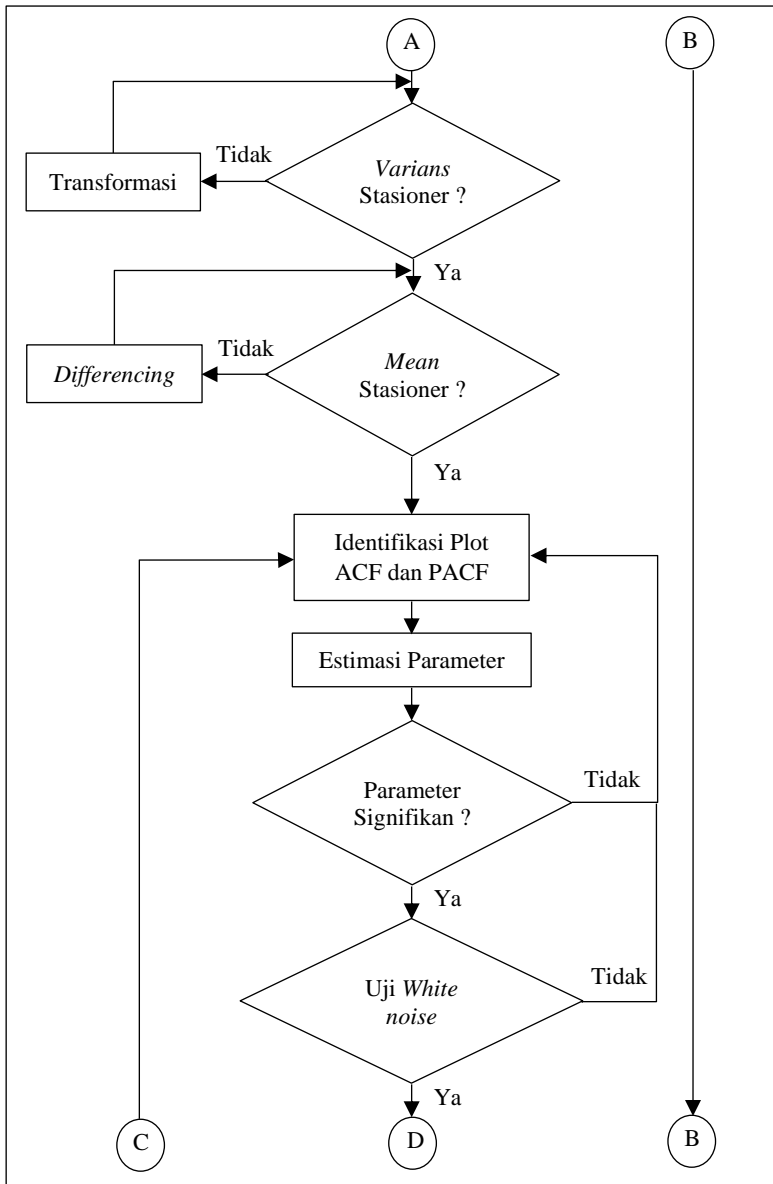 A
B
Tidak
Transformasi
Varians
Stasioner ?
Ya
Tidak
Differencing
Mean
Stasioner ?
Ya
Identifikasi Plot
ACF dan PACF
Estimasi Parameter
Tidak
Parameter
Signifikan ?
Ya
Tidak
Uji White
noise
Ya
C
D
B